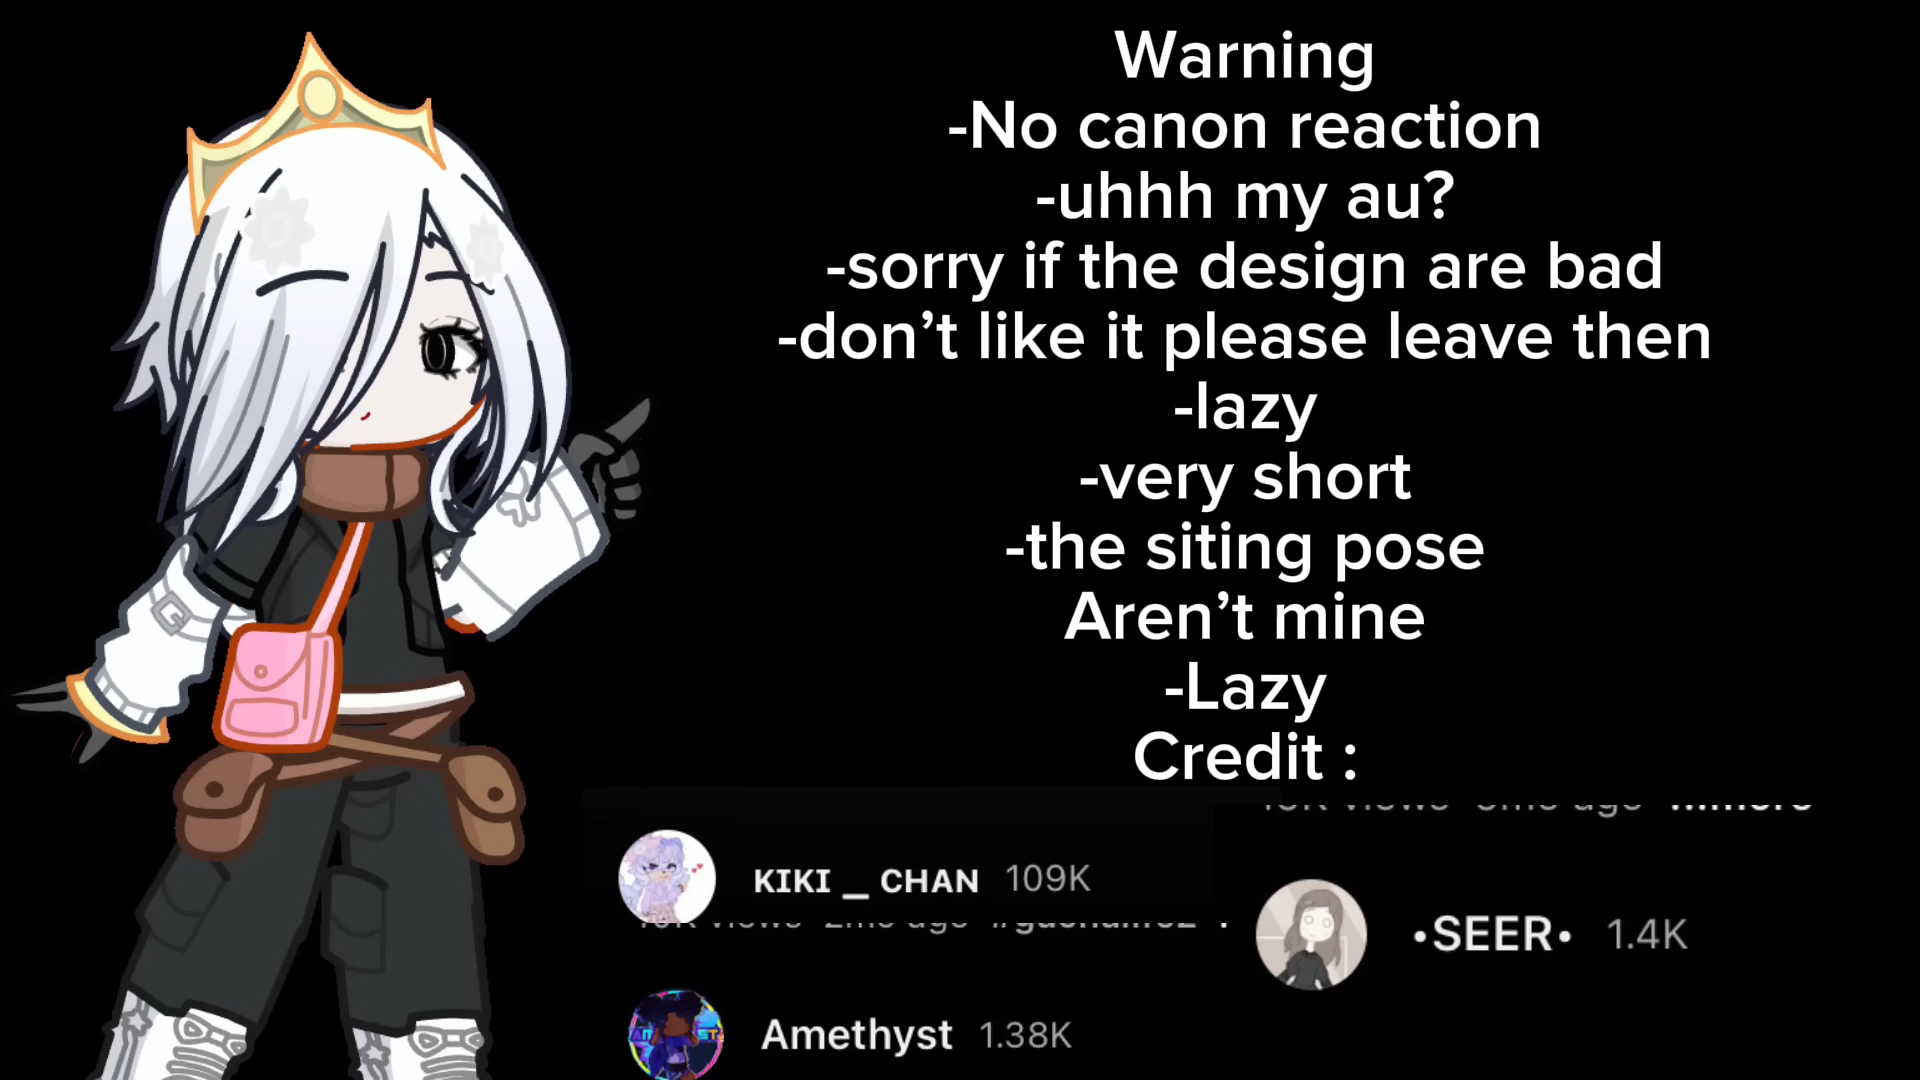 Warning
-No canon reaction
-uhhh my au?
-sorry if the design are bad
-don’t like it please leave then
-lazy
-very short
-the siting pose
Aren’t mine
-Lazy
Credit :
KIKI _ CHAN 109K
•SEER• 1.4K
Amethyst 1.38K